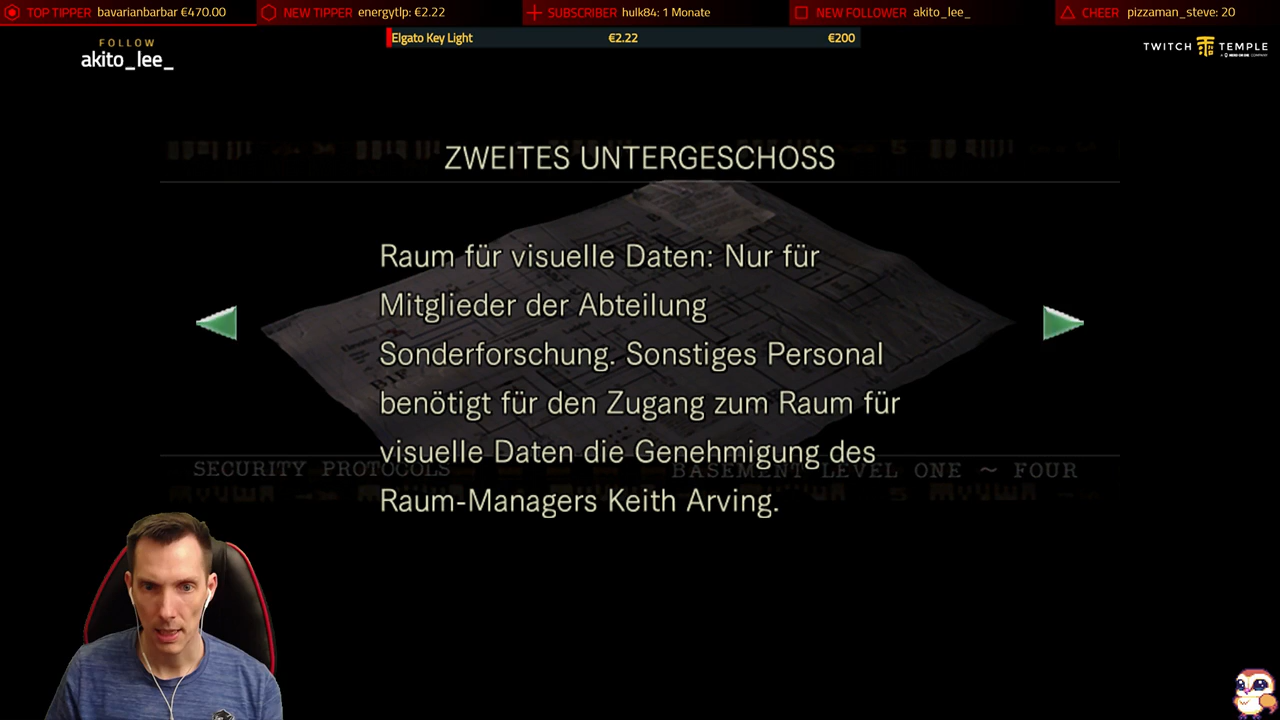 TOP TIPPER bavarianbarbar €470.00
NEW TIPPER energytlp: €2.22
SUBSCRIBER hulk84: 1 Monate
NEW FOLLOWER akito_lee_
CHEER pizzaman_steve: 20
FOLLOW
akito_lee_
Elgato Key Light €2.22 €200
TWITCH TEMPLE
ZWEITES UNTERGESCHOSS
Raum für visuelle Daten: Nur für
Mitglieder der Abteilung
Sonderforschung. Sonstiges Personal
benötigt für den Zugang zum Raum für
visuelle Daten die Genehmigung des
SECURITY PROTOCOLS BASEMENT LEVEL ONE ~ FOUR
Raum-Managers Keith Arving.